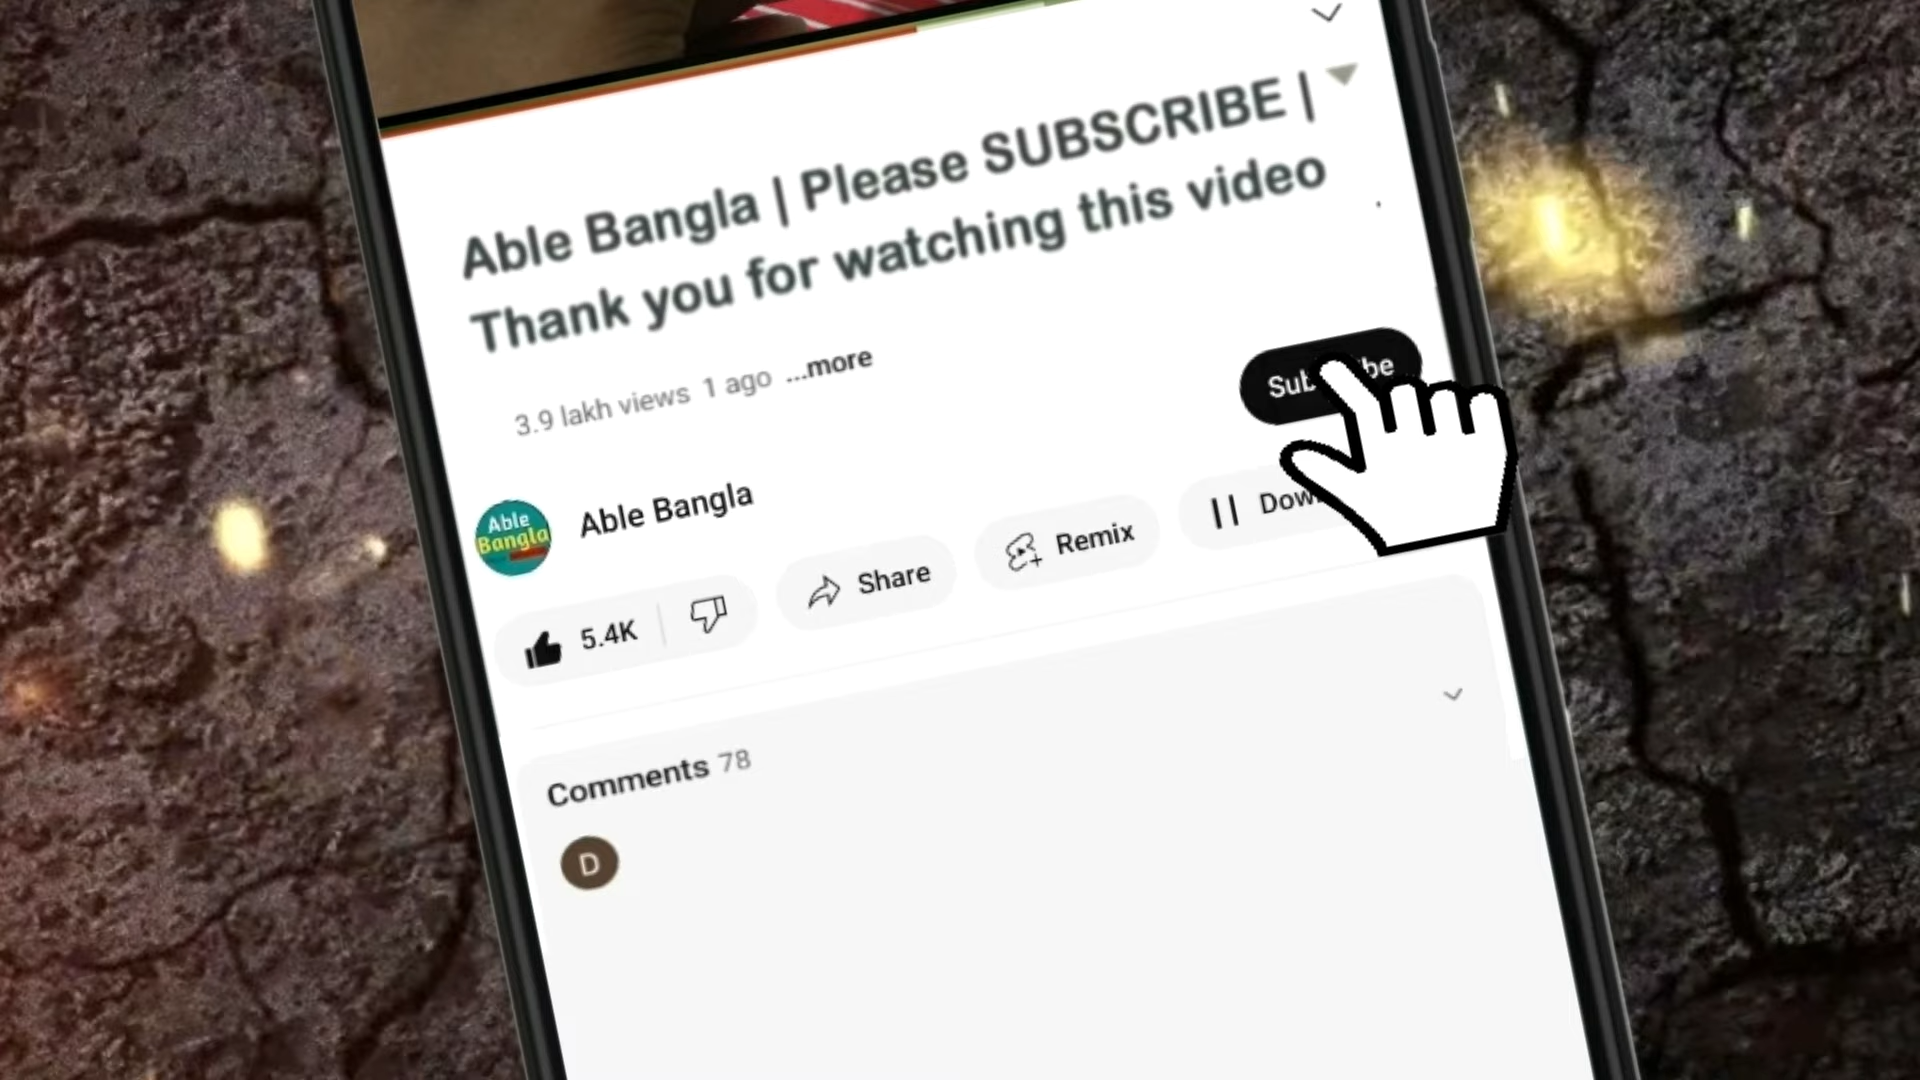 Able Bangla | Please SUBSCRIBE |
Thank you for watching this video
3.9 lakh views 1 ago ...more
Able
Bangla
Able Bangla
5.4K
Share
Remix
Comments 78
D